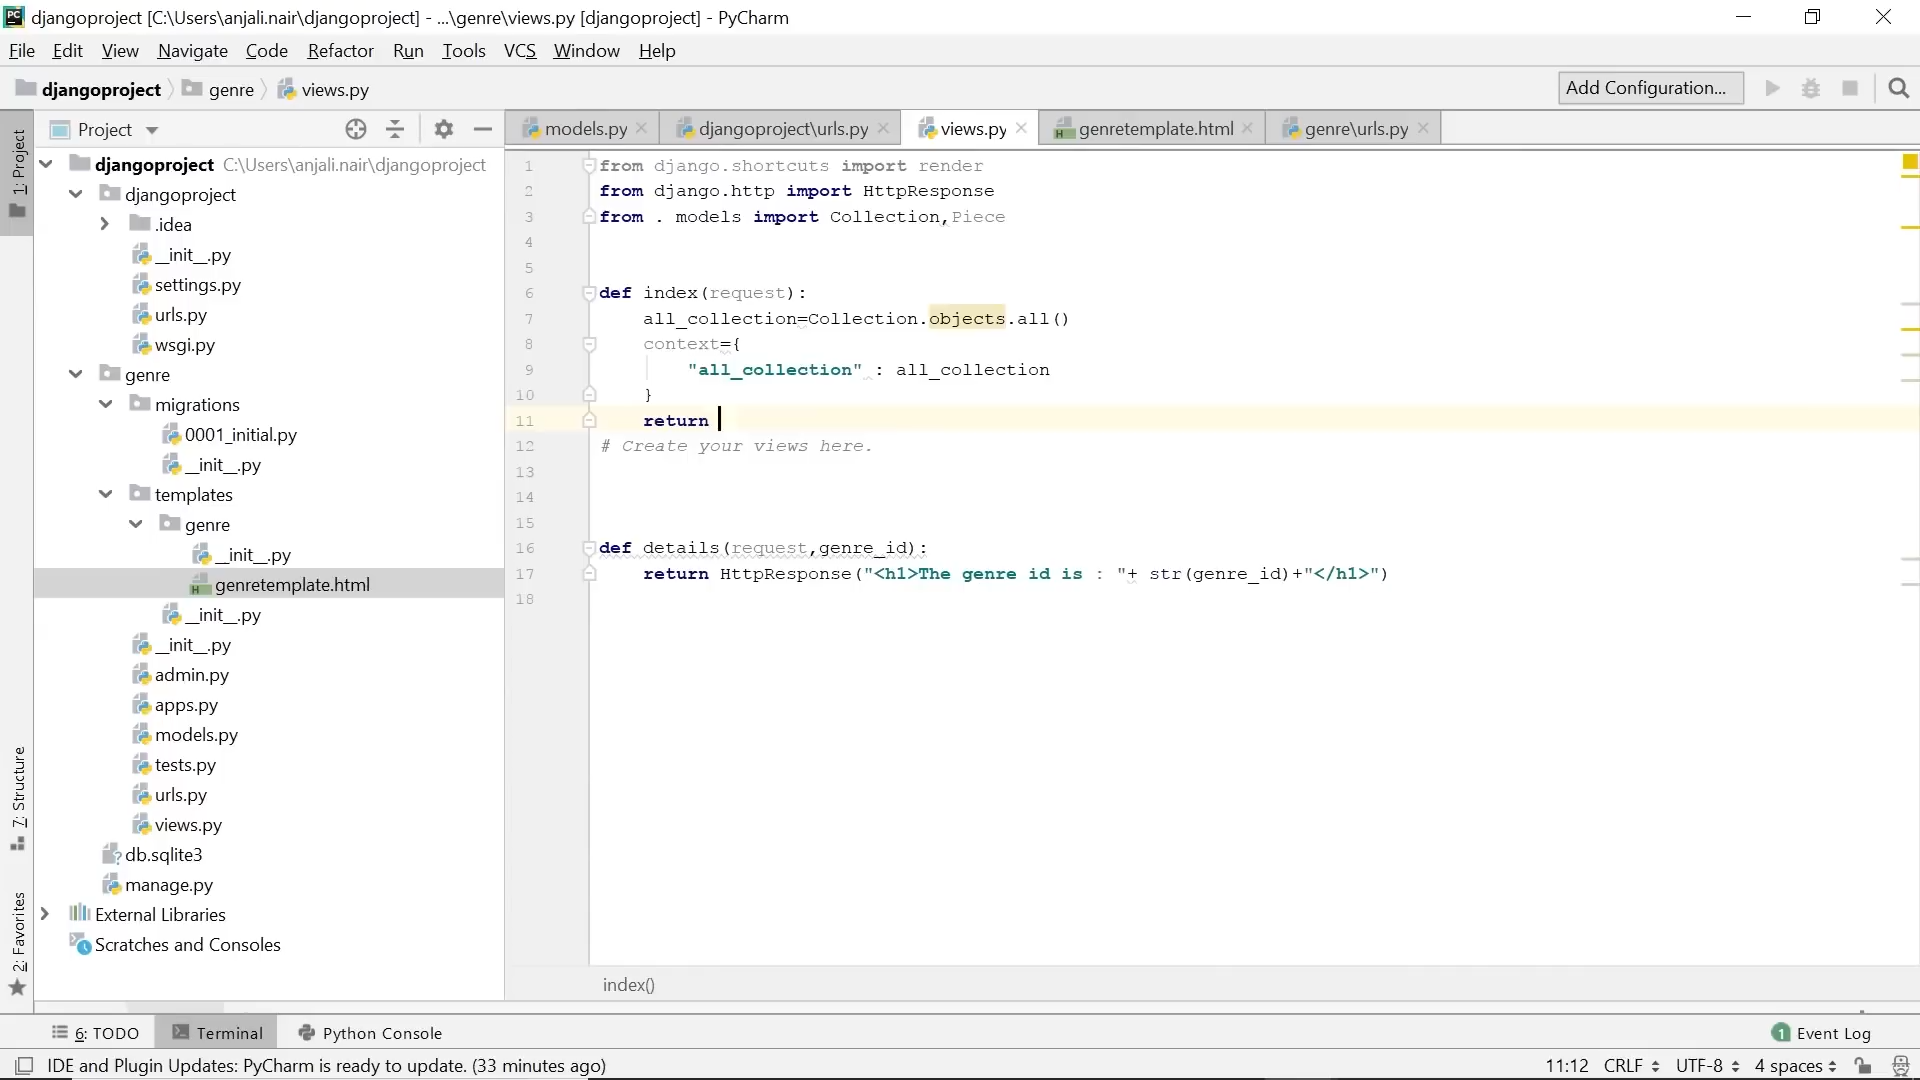 djangoproject [C:\Users\anjali.nair\djangoproject] - ...\genre\views.py [djangoproject] - PyCharm
File Edit View Navigate Code Refactor Run Tools VCS Window Help
djangoproject genre views.py Add Configuration...
Project
models.py djangoproject\urls.py views.py genretemplate.html genre\urls.py
1: Project
7: Structure
2: Favorites
djangoproject C:\Users\anjali.nair\djangoproject
djangoproject
.idea
__init__.py
settings.py
urls.py
wsgi.py
genre
migrations
0001_initial.py
__init__.py
templates
genre
__init__.py
genretemplate.html
__init__.py
__init__.py
admin.py
apps.py
models.py
tests.py
urls.py
views.py
db.sqlite3
manage.py
External Libraries
Scratches and Consoles
1 from django.shortcuts import render
2 from django.http import HttpResponse
3 from . models import Collection,Piece
4
5
6 def index(request):
7 all_collection=Collection.objects.all()
8 context={
9 "all_collection" : all_collection
10 }
11 return
12 # Create your views here.
13
14
15
16 def details(request,genre_id):
17 return HttpResponse("<h1>The genre id is : "+ str(genre_id)+"</h1>")
18
index()
6: TODO Terminal Python Console 1 Event Log
IDE and Plugin Updates: PyCharm is ready to update. (33 minutes ago) 11:12 CRLF UTF-8 4 spaces